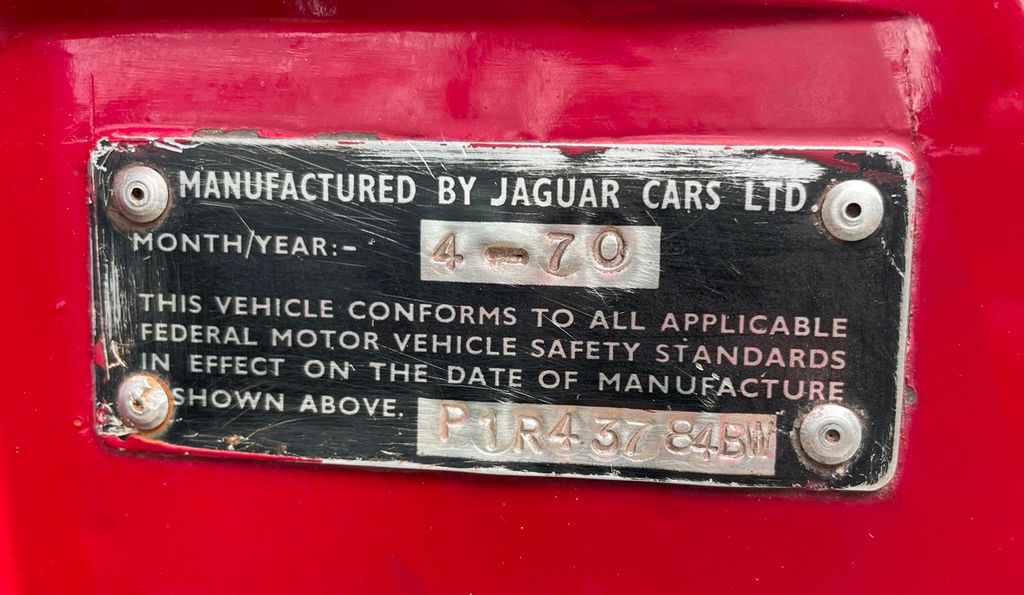 MANUFACTURED BY JAGUAR CARS LTD.
MONTH/YEAR:- 4-70
THIS VEHICLE CONFORMS TO ALL APPLICABLE
FEDERAL MOTOR VEHICLE SAFETY STANDARDS
IN EFFECT ON THE DATE OF MANUFACTURE
SHOWN ABOVE. P1R43784BW